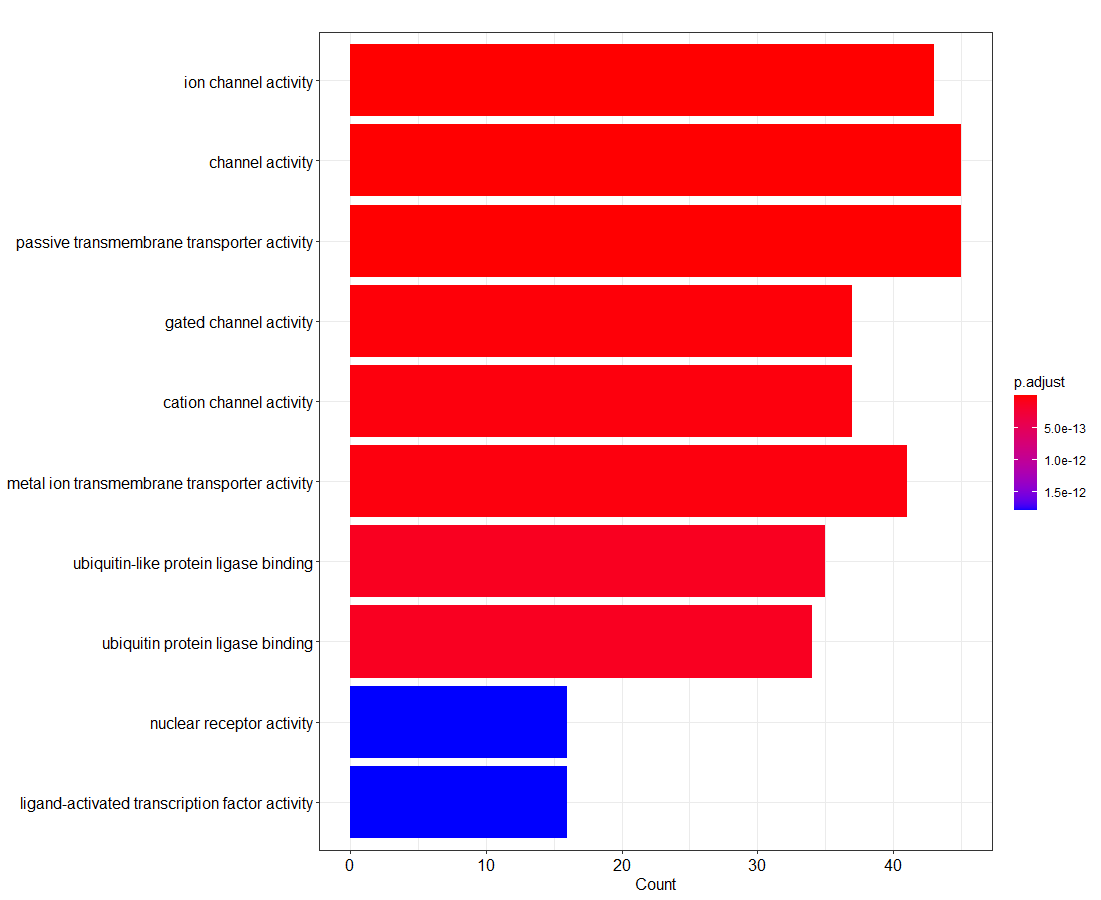 ion channel activity
channel activity
passive transmembrane transporter activity
gated channel activity
cation channel activity
metal ion transmembrane transporter activity
ubiquitin-like protein ligase binding
ubiquitin protein ligase binding
nuclear receptor activity
ligand-activated transcription factor activity
0 10 20 30 40
Count
p.adjust
5.0e-13
1.0e-12
1.5e-12